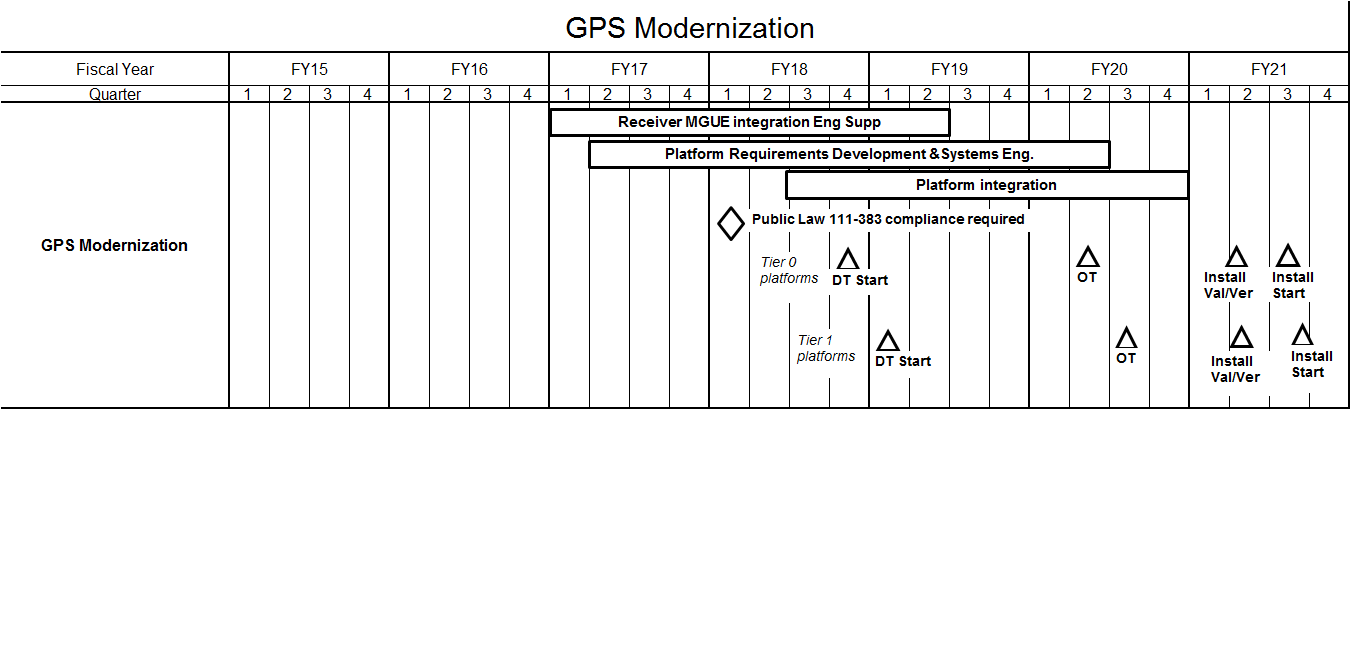 GPS Modernization
Fiscal Year FY15 FY16 FY17 FY18 FY19 FY20 FY21
Quarter 1 2 3 4 1 2 3 4 1 2 3 4 1 2 3 4 1 2 3 4 1 2 3 4 1 2 3 4
Receiver MGUE integration Eng Supp
Platform Requirements Development & Systems Eng.
Platform integration
Public Law 111-383 compliance required
GPS Modernization
Tier 0
platforms
DT Start
OT
Install
Val/Ver
Install
Start
Tier 1
platforms
DT Start
OT
Install
Val/Ver
Install
Start